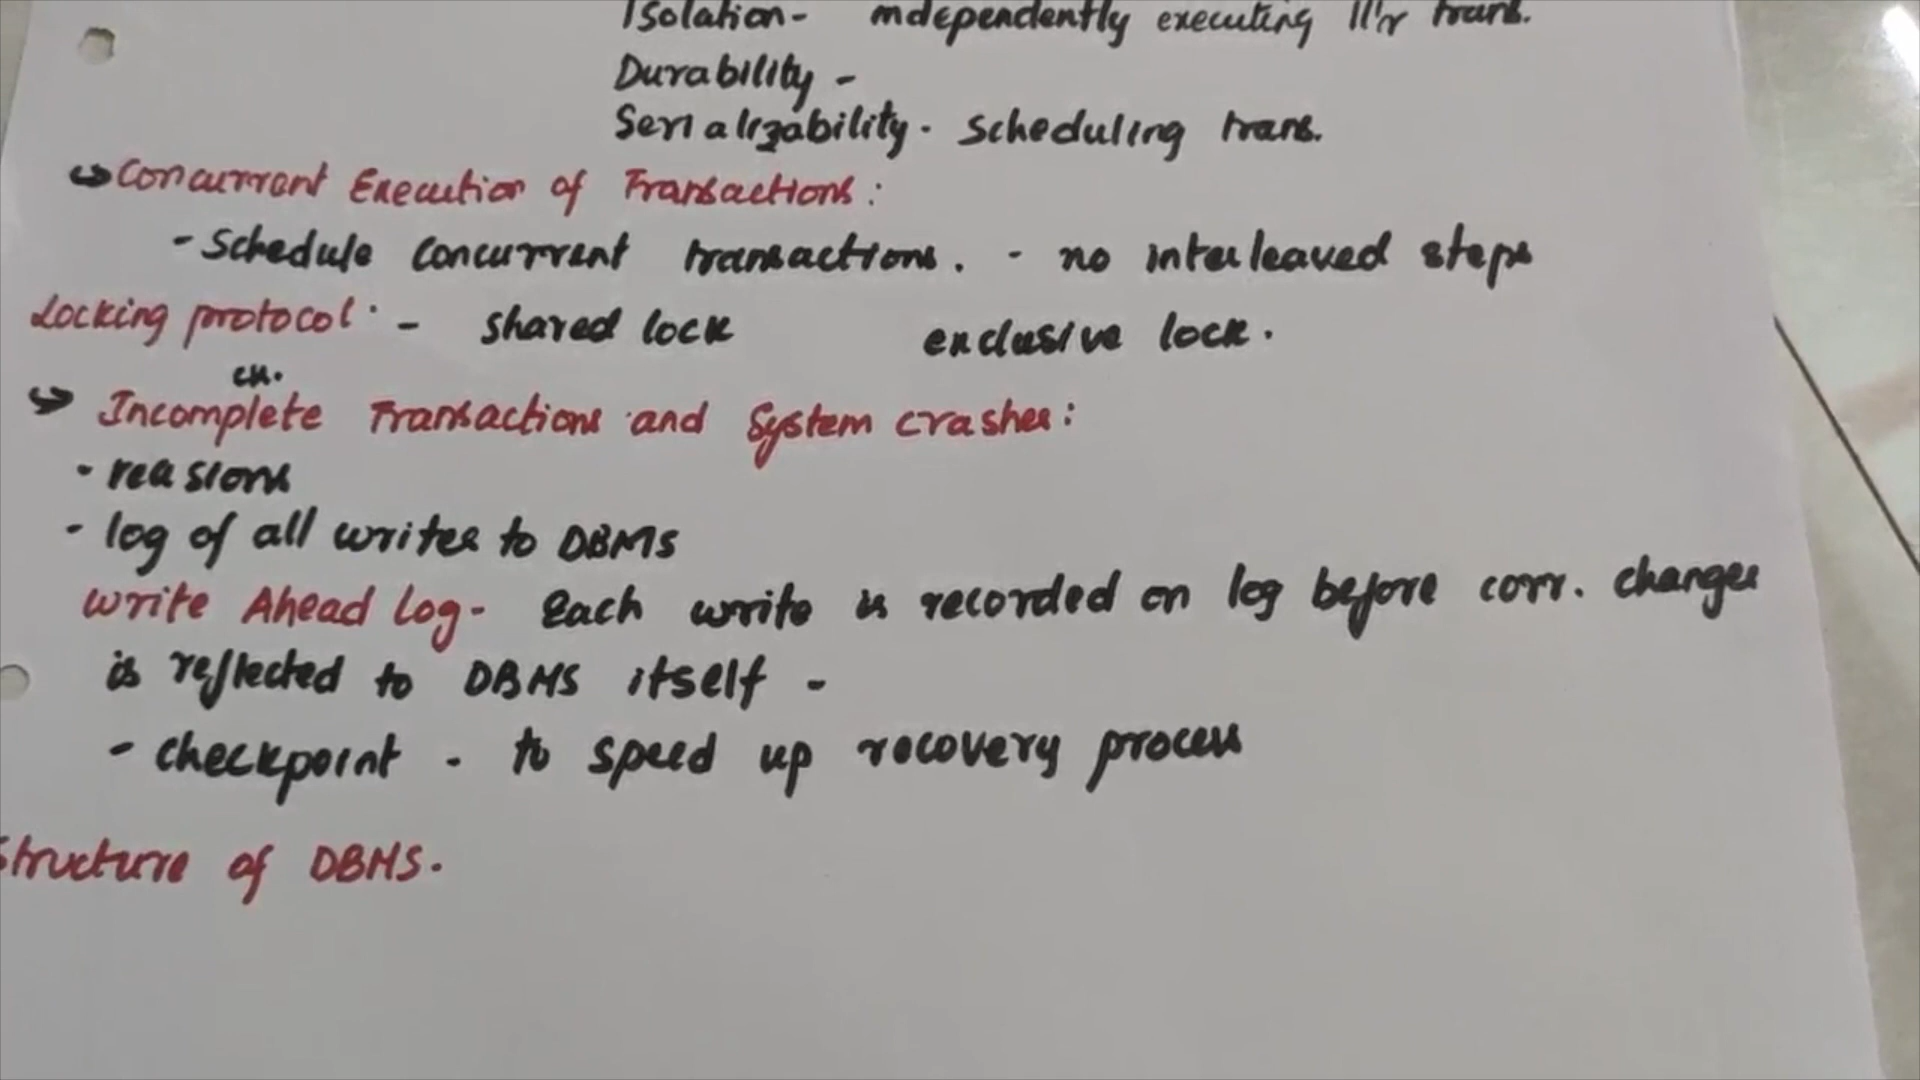 Isolation - independently executing ll'r trans.
Durability -
Serializability - scheduling trans.
↪ Concurrent Execution of Transactions:
- Schedule concurrent transactions. - no interleaved steps
Locking protocol: - shared lock exclusive lock.
↪ Incomplete Transactions and System crashes:
- reasions
- log of all writes to DBMS
Write Ahead Log - Each write is recorded on log before corr. changes
is reflected to DBMS itself -
- checkpoint - to speed up recovery process
Structure of DBMS.